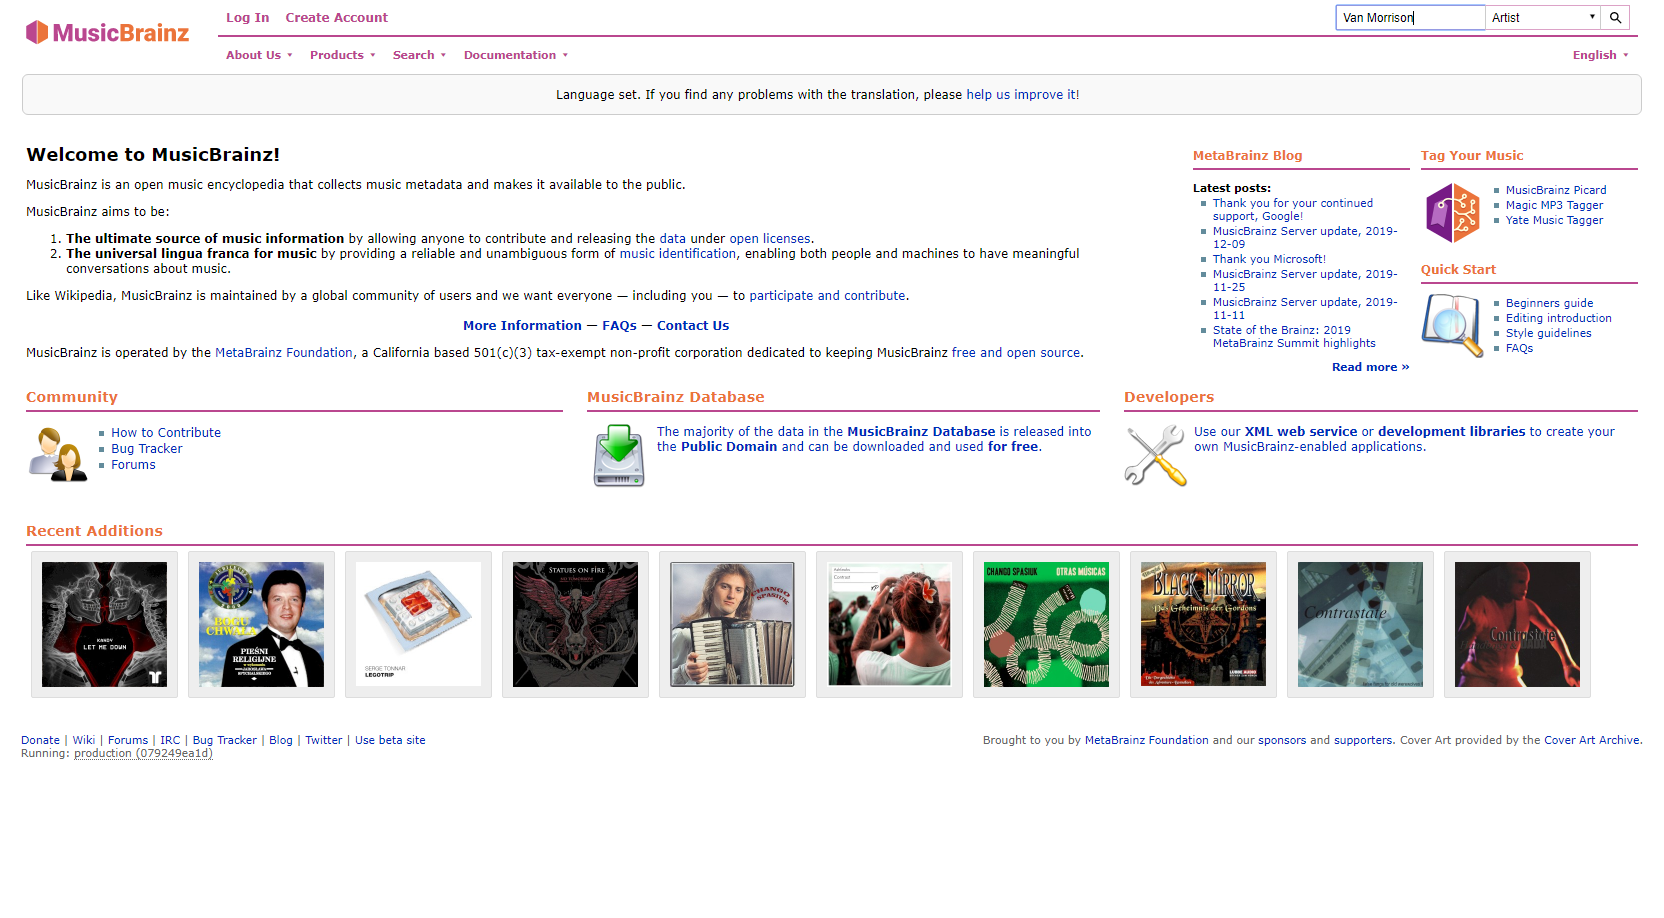 MusicBrainz
Log In Create Account
Van Morrison Artist
About Us Products Search Documentation English
Language set. If you find any problems with the translation, please help us improve it!
Welcome to MusicBrainz!
MusicBrainz is an open music encyclopedia that collects music metadata and makes it available to the public.
MusicBrainz aims to be:
1. The ultimate source of music information by allowing anyone to contribute and releasing the data under open licenses.
2. The universal lingua franca for music by providing a reliable and unambiguous form of music identification, enabling both people and machines to have meaningful
conversations about music.
Like Wikipedia, MusicBrainz is maintained by a global community of users and we want everyone — including you — to participate and contribute.
More Information — FAQs — Contact Us
MusicBrainz is operated by the MetaBrainz Foundation, a California based 501(c)(3) tax-exempt non-profit corporation dedicated to keeping MusicBrainz free and open source.
MetaBrainz Blog
Latest posts:
Thank you for your continued
support, Google!
MusicBrainz Server update, 2019-
12-09
Thank you Microsoft!
MusicBrainz Server update, 2019-
11-25
MusicBrainz Server update, 2019-
11-11
State of the Brainz: 2019
MetaBrainz Summit highlights
Read more »
Tag Your Music
MusicBrainz Picard
Magic MP3 Tagger
Yate Music Tagger
Quick Start
Beginners guide
Editing introduction
Style guidelines
FAQs
Community
How to Contribute
Bug Tracker
Forums
MusicBrainz Database
The majority of the data in the MusicBrainz Database is released into
the Public Domain and can be downloaded and used for free.
Developers
Use our XML web service or development libraries to create your
own MusicBrainz-enabled applications.
Recent Additions
KANDY
LET ME DOWN
BOGU
CHWAŁA
PIEŚNI
RELIGIJNE
SERGE TONNAR
LEGOTRIP
STATUES ON FIRE
CHANGO
SPASIUK
Contrast
CHANGO SPASIUK OTRAS MÚSICAS
BLACK MIRROR
Das Geheimnis der Gordons
Contrastate
Contrastate
Donate | Wiki | Forums | IRC | Bug Tracker | Blog | Twitter | Use beta site
Running: production (079249ea1d)
Brought to you by MetaBrainz Foundation and our sponsors and supporters. Cover Art provided by the Cover Art Archive.